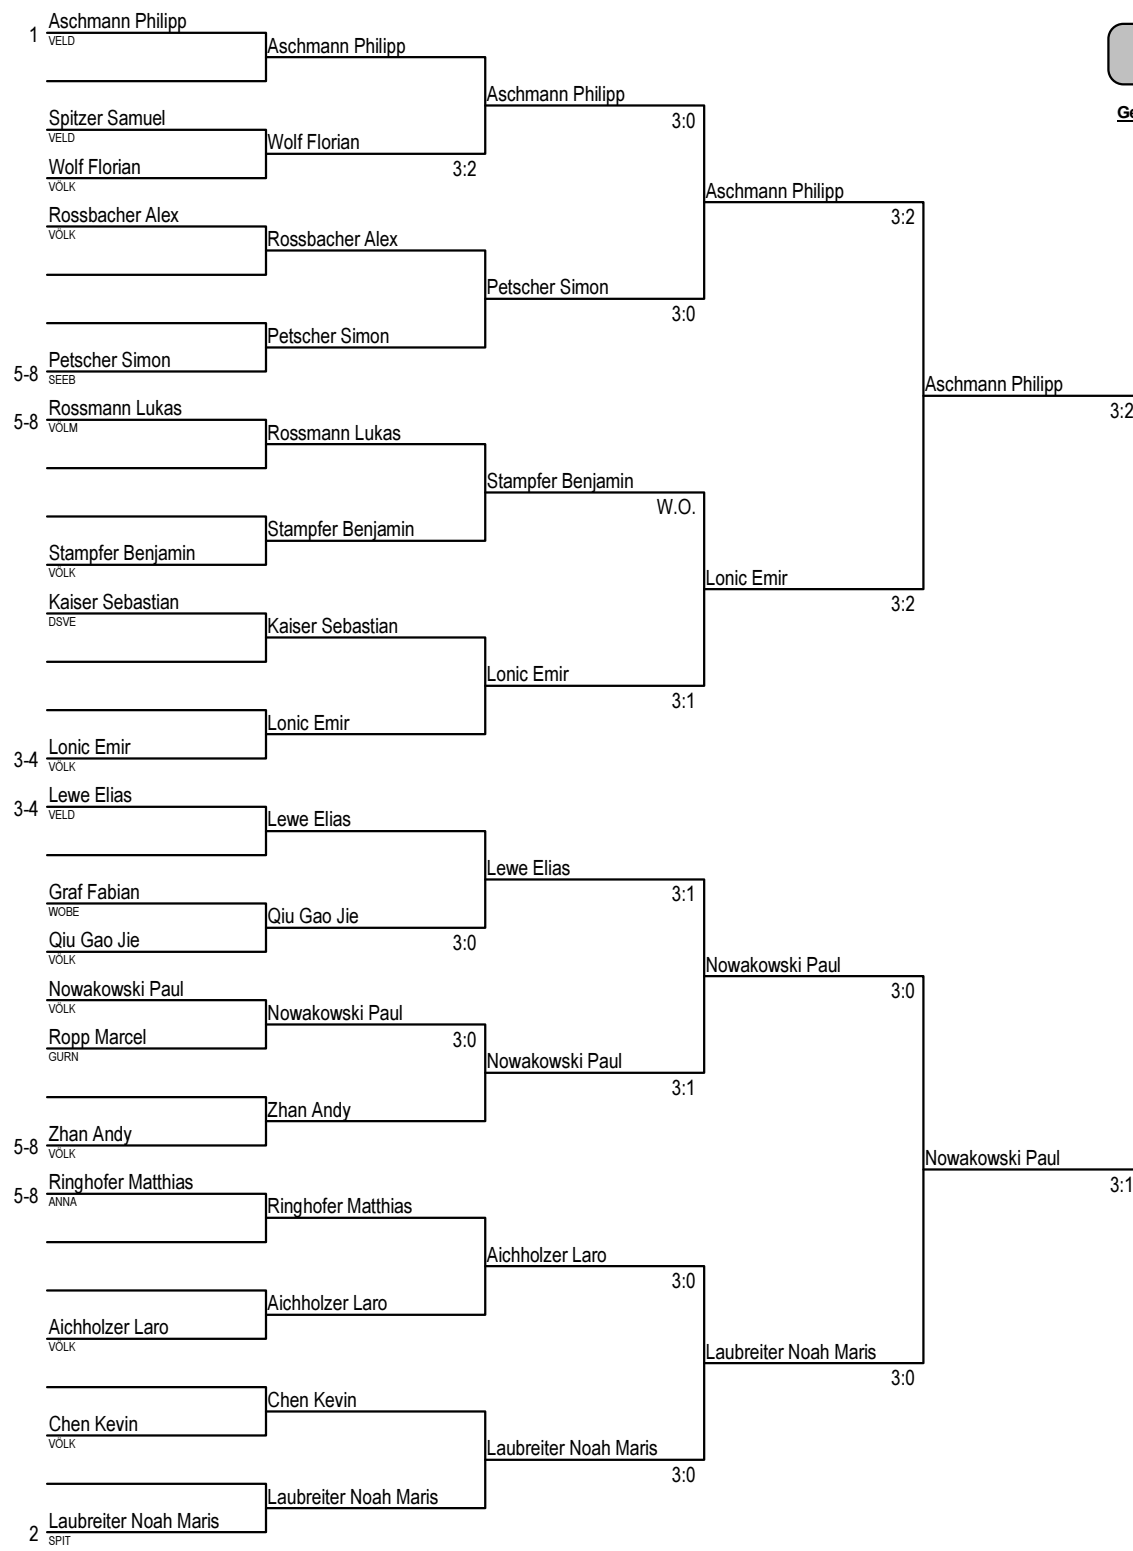 1 Aschmann Philipp
VELD
Aschmann Philipp
Aschmann Philipp
3:0
Ge
Spitzer Samuel
VELD
Wolf Florian
3:2
Wolf Florian
VÖLK
Aschmann Philipp
3:2
Rossbacher Alex
VÖLK
Rossbacher Alex
Petscher Simon
3:0
Petscher Simon
5-8 Petscher Simon
SEEB
Aschmann Philipp
3:2
5-8 Rossmann Lukas
VÖLM
Rossmann Lukas
Stampfer Benjamin
W.O.
Stampfer Benjamin
Stampfer Benjamin
VÖLK
Lonic Emir
3:2
Kaiser Sebastian
DSVE
Kaiser Sebastian
Lonic Emir
3:1
Lonic Emir
3-4 Lonic Emir
VÖLK
3-4 Lewe Elias
VELD
Lewe Elias
Lewe Elias
3:1
Graf Fabian
WOBE
Qiu Gao Jie
3:0
Qiu Gao Jie
VÖLK
Nowakowski Paul
3:0
Nowakowski Paul
VÖLK
Nowakowski Paul
3:0
Ropp Marcel
GURN
Nowakowski Paul
3:1
Zhan Andy
5-8 Zhan Andy
VÖLK
Nowakowski Paul
3:1
5-8 Ringhofer Matthias
ANNA
Ringhofer Matthias
Aichholzer Laro
3:0
Aichholzer Laro
Aichholzer Laro
VÖLK
Laubreiter Noah Maris
3:0
Chen Kevin
Chen Kevin
VÖLK
Laubreiter Noah Maris
3:0
Laubreiter Noah Maris
2 Laubreiter Noah Maris
SPIT